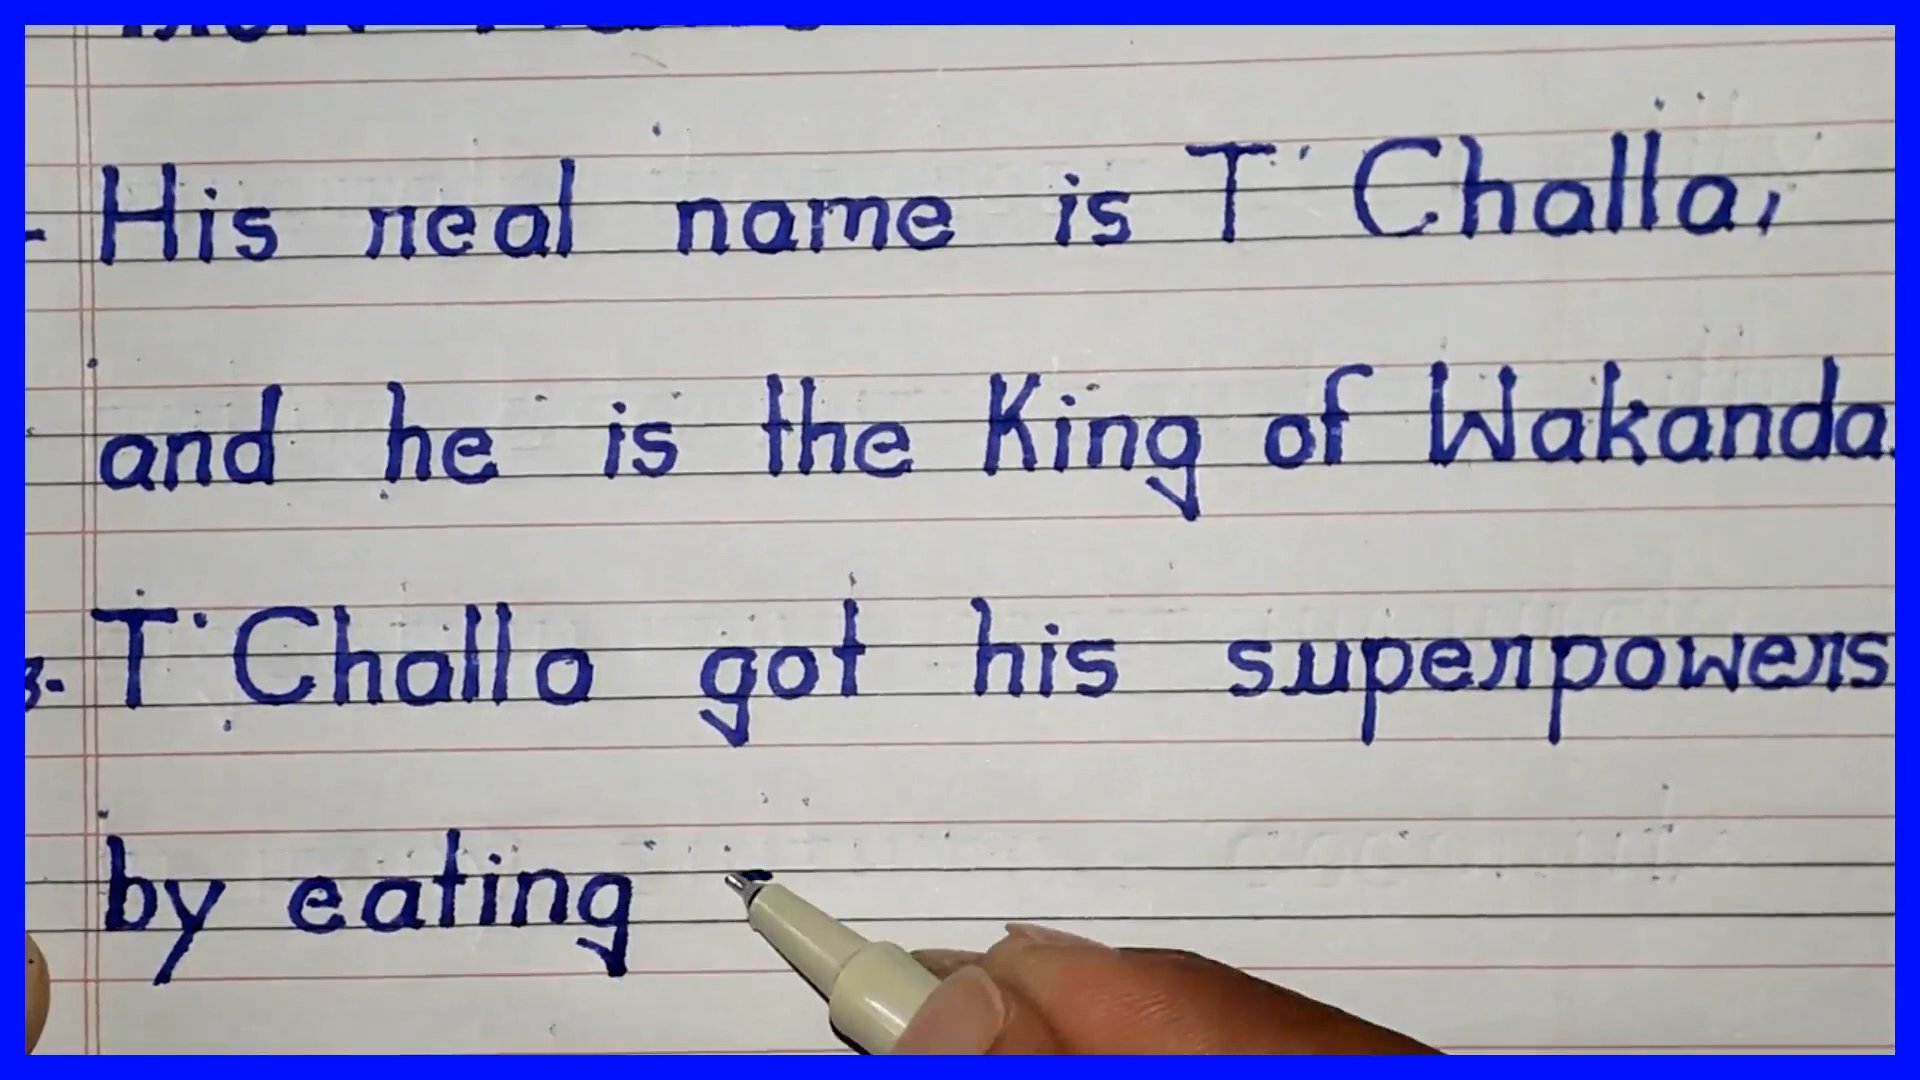 - His real name is T'Challa,
and he is the King of Wakanda.
3- T'Challa got his superpowers
by eating